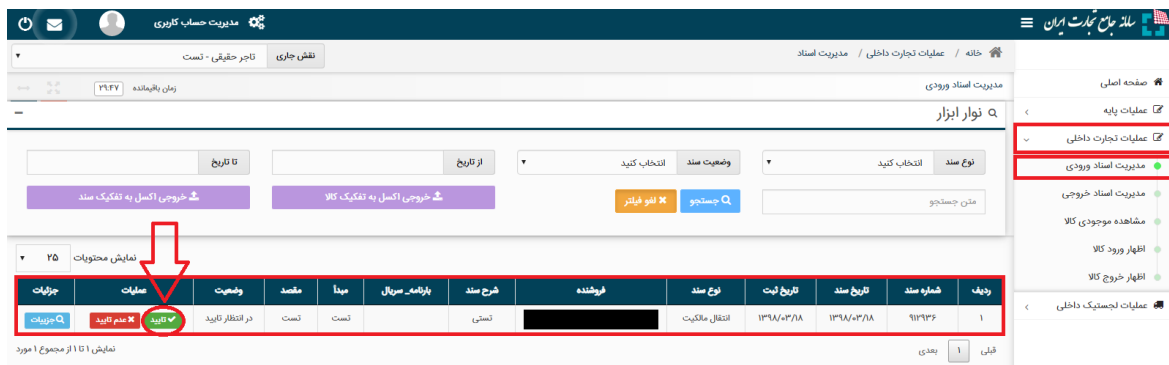 سامانه جامع تجارت ایران
مدیریت حساب کاربری
خانه / عملیات تجارت داخلی / مدیریت اسناد
نقش جاری
تاجر حقیقی - تست
صفحه اصلی
عملیات پایه
عملیات تجارت داخلی
مدیریت اسناد ورودی
مدیریت اسناد خروجی
مشاهده موجودی کالا
اظهار ورود کالا
اظهار خروج کالا
عملیات لجستیک داخلی
مدیریت اسناد ورودی
زمان باقیمانده ۲۹:۴۷
نوار ابزار
نوع سند انتخاب کنید وضعیت سند انتخاب کنید از تاریخ تا تاریخ
متن جستجو جستجو لغو فیلتر خروجی اکسل به تفکیک کالا خروجی اکسل به تفکیک سند
نمایش محتویات ۲۵
ردیف شماره سند تاریخ سند تاریخ ثبت نوع سند فروشنده شرح سند بارنامه_ سریال مبدأ مقصد وضعیت عملیات جزئیات
۱ ۹۱۲۹۳۶ ۱۳۹۸/۰۳/۱۸ ۱۳۹۸/۰۳/۱۸ انتقال مالکیت تستی تست تست در انتظار تایید تایید عدم تایید جزییات
قبلی ۱ بعدی
نمایش ۱ تا ۱ از مجموع ۱ مورد